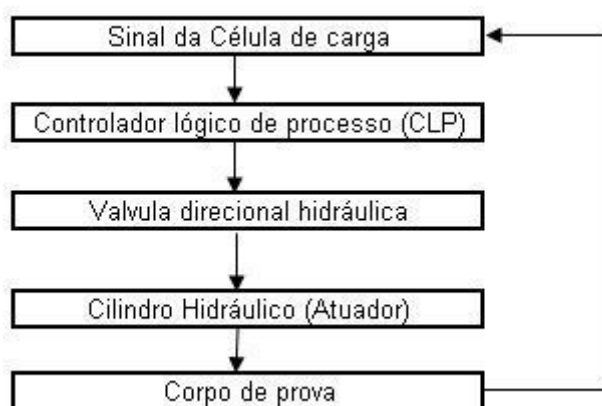 Sinal da Célula de carga
Controlador lógico de processo (CLP)
Valvula direcional hidráulica
Cilindro Hidráulico (Atuador)
Corpo de prova